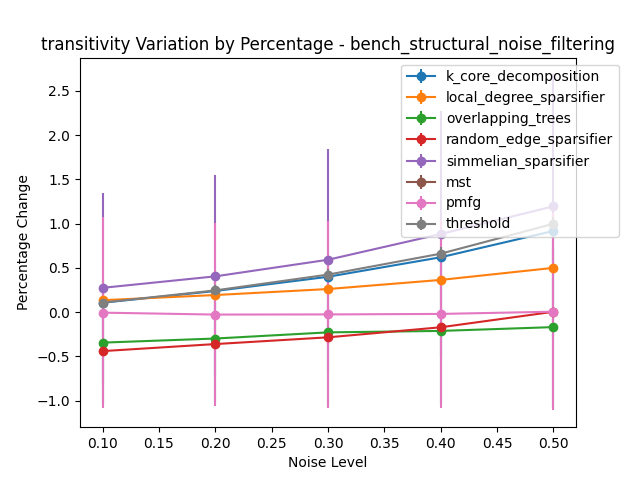 transitivity Variation by Percentage - bench_structural_noise_filtering
k_core_decomposition
local_degree_sparsifier
overlapping_trees
random_edge_sparsifier
simmelian_sparsifier
mst
pmfg
threshold
Percentage Change
2.5
2.0
1.5
1.0
0.5
0.0
−0.5
−1.0
0.10
0.15
0.20
0.25
0.30
0.35
0.40
0.45
0.50
Noise Level